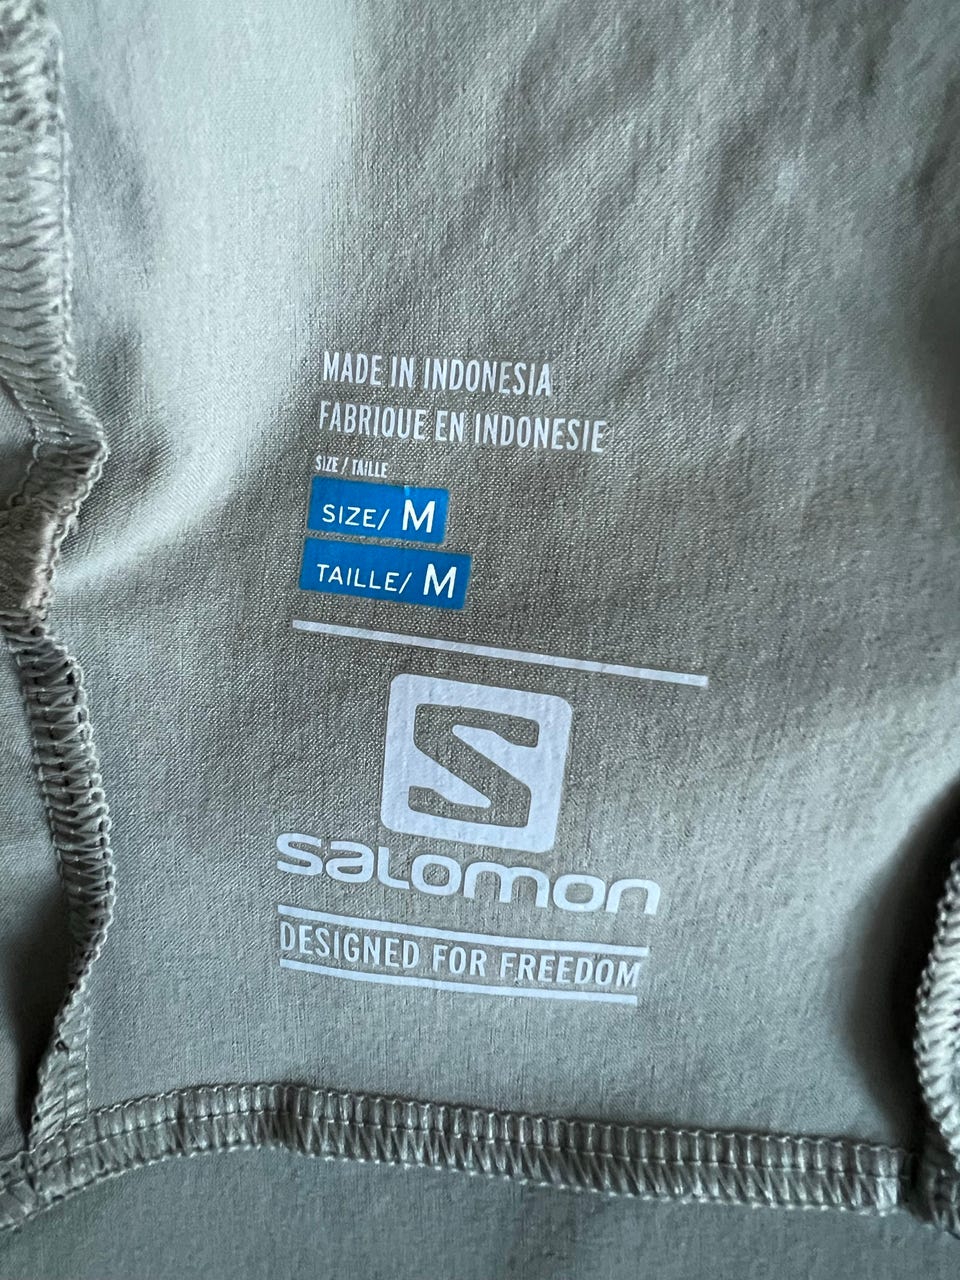 MADE IN INDONESIA
FABRIQUE EN INDONESIE
SIZE / TAILLE
SIZE/ M
TAILLE/ M
S
SALOMON
DESIGNED FOR FREEDOM